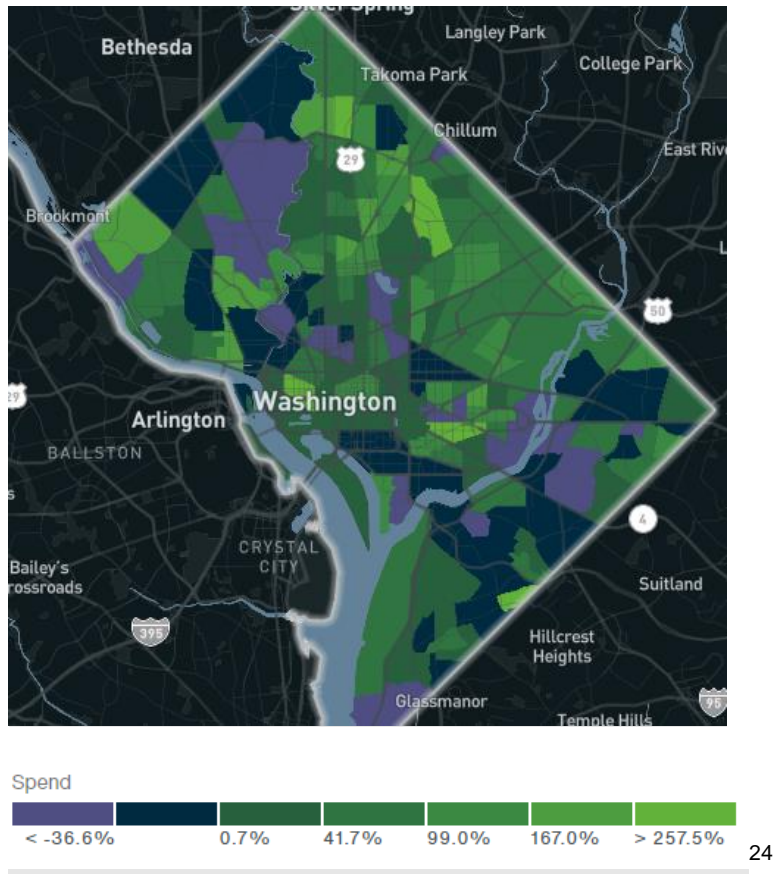 Silver Spring
Langley Park
Bethesda
College Park
Takoma Park
Chillum
29
East Rive
Brookmont
L
50
29
Washington
Arlington
BALLSTON
s
4
CRYSTAL
CITY
Bailey's
rossroads
Suitland
395
Hillcrest
Heights
Glassmanor
95
Temple Hills
Spend
< -36.6% 0.7% 41.7% 99.0% 167.0% > 257.5%
24